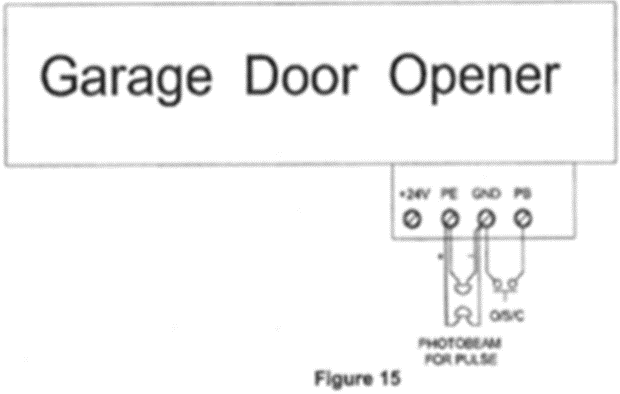 Garage Door Opener
+24V PE GND PB
+ -
O/S/C
PHOTOBEAM
FOR PULSE
Figure 15